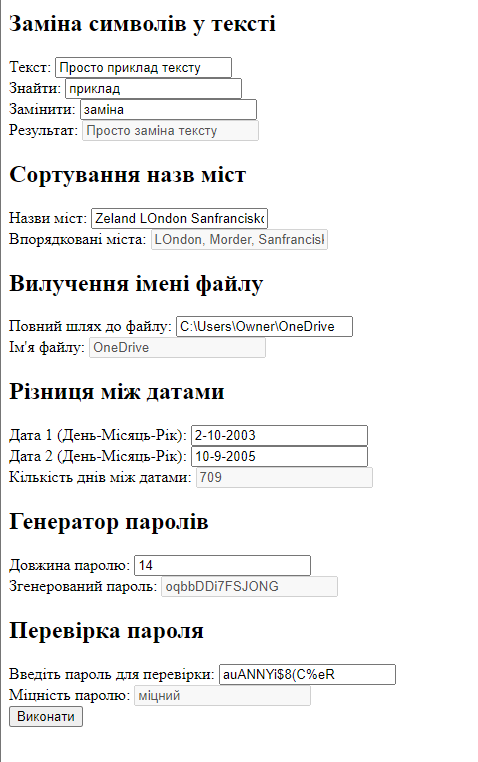 Заміна символів у тексті
Текст: Просто приклад тексту
Знайти: приклад
Замінити: заміна
Результат: Просто заміна тексту
Сортування назв міст
Назви міст: Zeland LOndon Sanfrancisko
Впорядковані міста: LOndon, Morder, Sanfrancisk
Вилучення імені файлу
Повний шлях до файлу: C:\Users\Owner\OneDrive
Ім'я файлу: OneDrive
Різниця між датами
Дата 1 (День-Місяць-Рік): 2-10-2003
Дата 2 (День-Місяць-Рік): 10-9-2005
Кількість днів між датами: 709
Генератор паролів
Довжина паролю: 14
Згенерований пароль: oqbbDDi7FSJONG
Перевірка пароля
Введіть пароль для перевірки: auANNYi$8(C%eR
Міцність паролю: міцний
Виконати